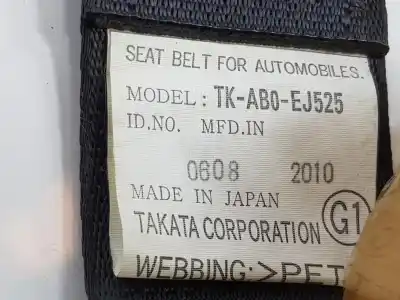 SEAT BELT FOR AUTOMOBILES.
MODEL: TK-AB0-EJ525
ID.NO. MFD.IN
0608 2010
MADE IN JAPAN
TAKATA CORPORATION G1
WEBBING:>PET